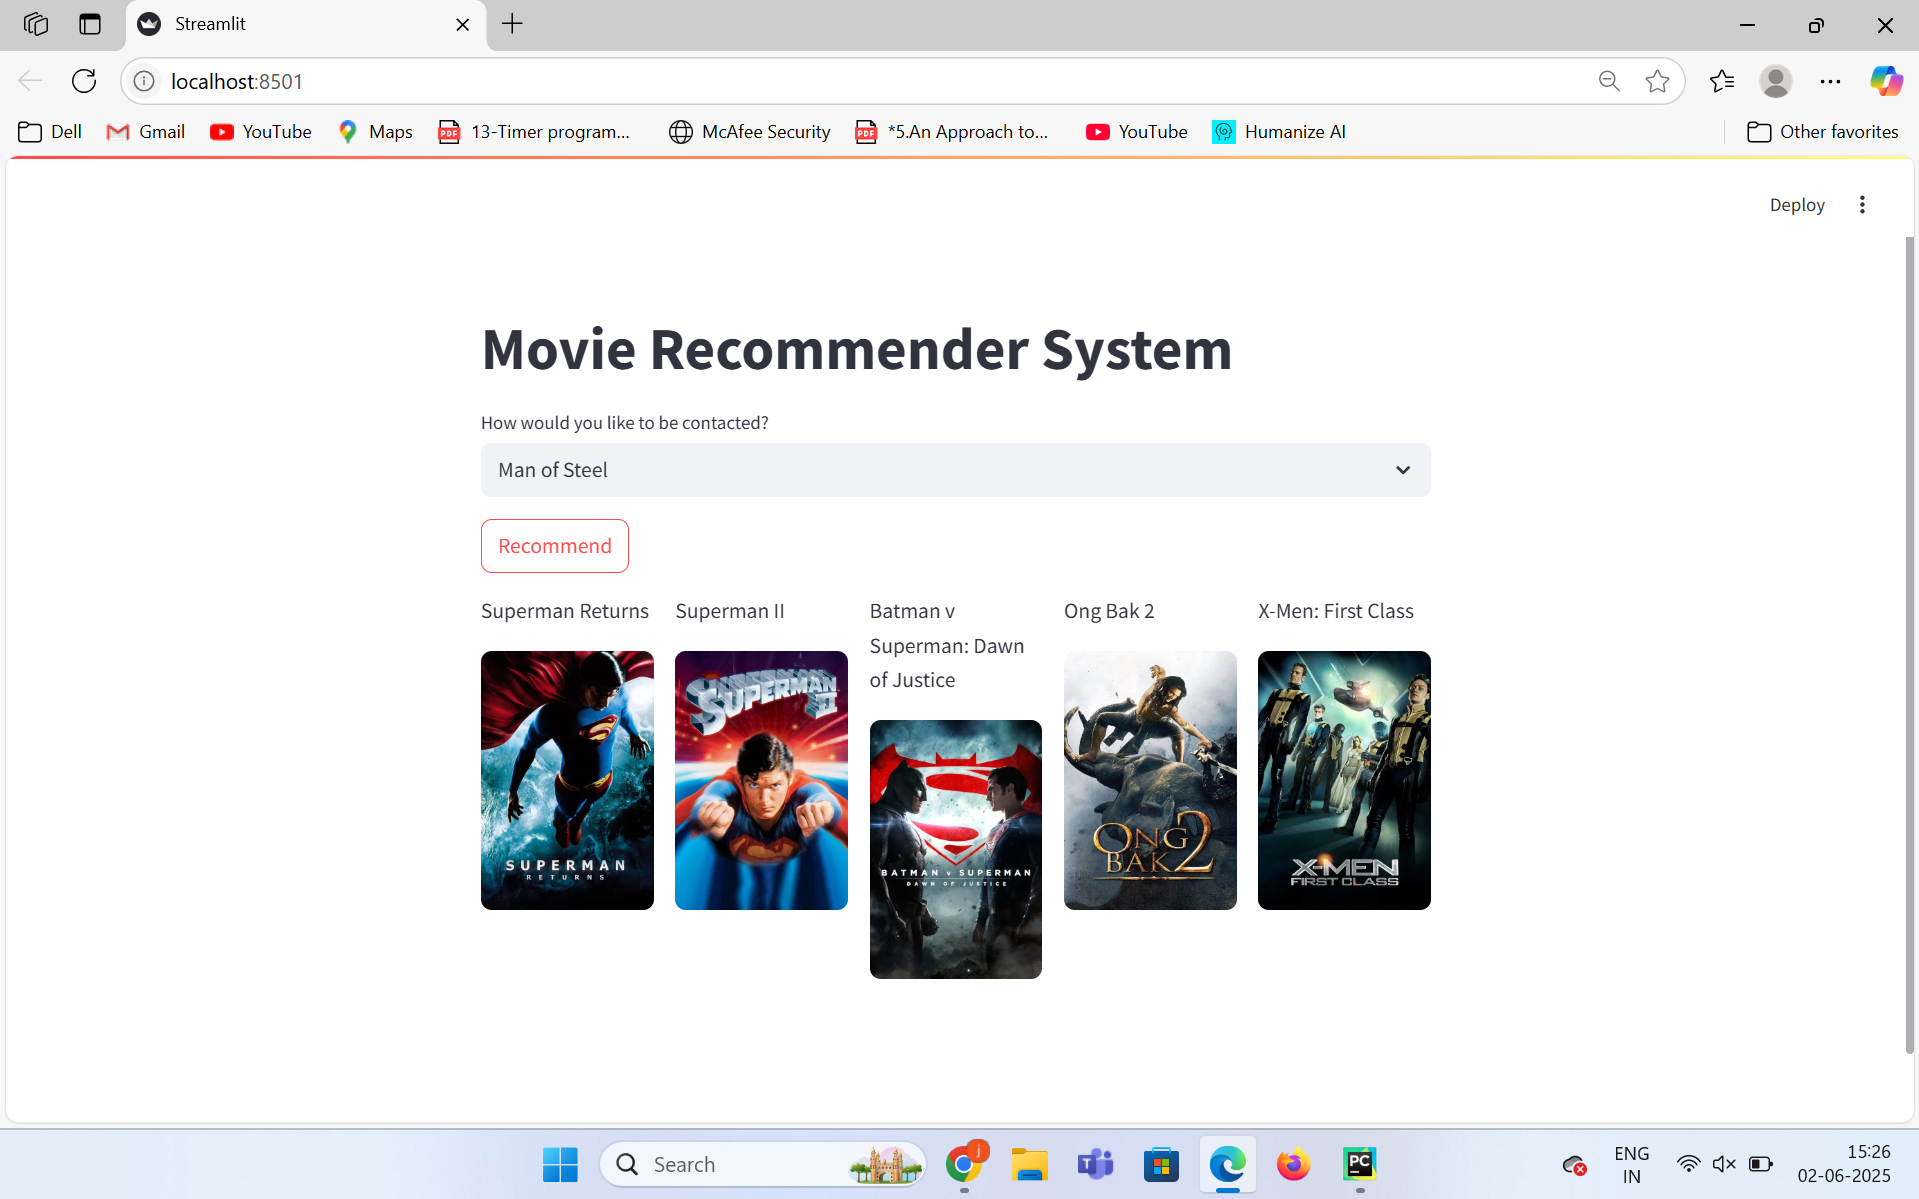 Streamlit
localhost:8501
Dell
Gmail
YouTube
Maps
PDF
13-Timer program...
McAfee Security
PDF
*5.An Approach to...
YouTube
Humanize AI
Other favorites
Deploy
Movie Recommender System
How would you like to be contacted?
Man of Steel
Recommend
Superman Returns
Superman II
Batman v
Superman: Dawn
of Justice
Ong Bak 2
X-Men: First Class
SUPERMAN
RETURNS
SUPERMAN
II
BATMAN v SUPERMAN
DAWN OF JUSTICE
ONG
BAK 2
X-MEN
FIRST CLASS
Search
j
PC
ENG
IN
15:26
02-06-2025